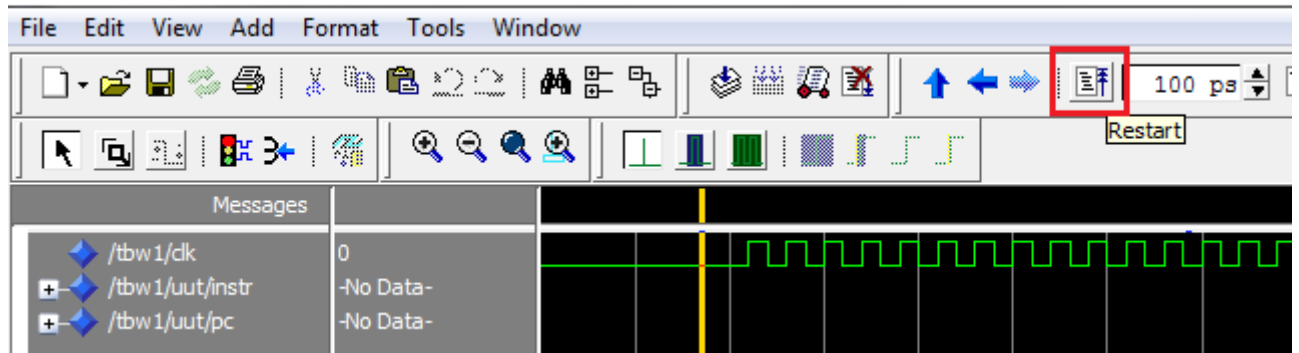 File Edit View Add Format Tools Window
100 ps
Restart
Messages
/tbw1/clk 0
/tbw1/uut/instr -No Data-
/tbw1/uut/pc -No Data-